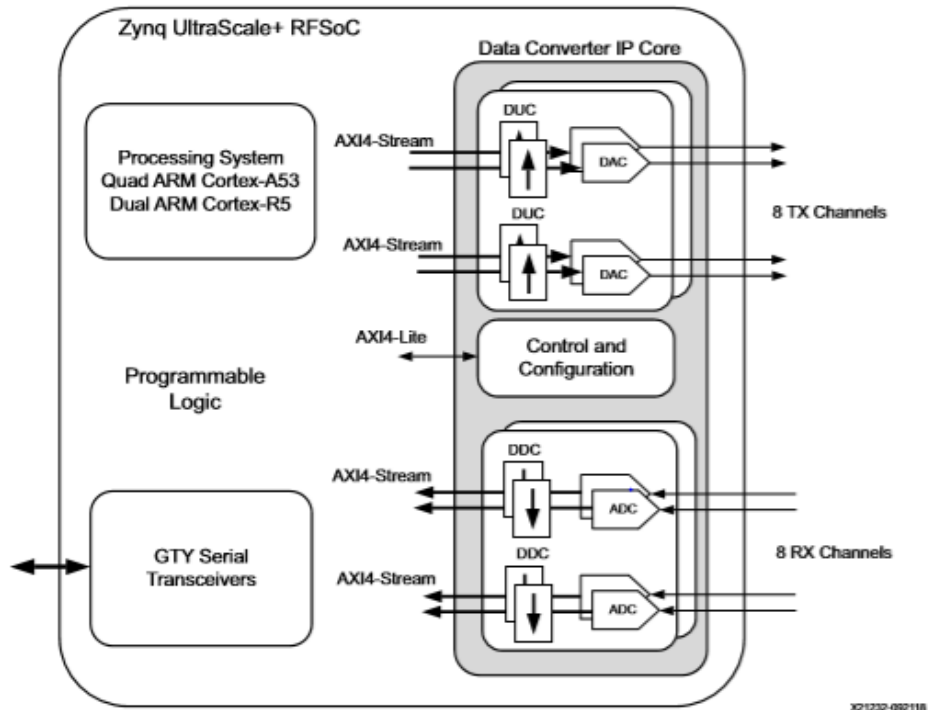 Zynq UltraScale+ RFSoC
Data Converter IP Core
Processing System
Quad ARM Cortex-A53
Dual ARM Cortex-R5
AXI4-Stream
DUC
DAC
8 TX Channels
AXI4-Stream
DUC
DAC
AXI4-Lite
Control and
Configuration
Programmable
Logic
AXI4-Stream
DDC
ADC
8 RX Channels
AXI4-Stream
DDC
ADC
GTY Serial
Transceivers
X21232-092118